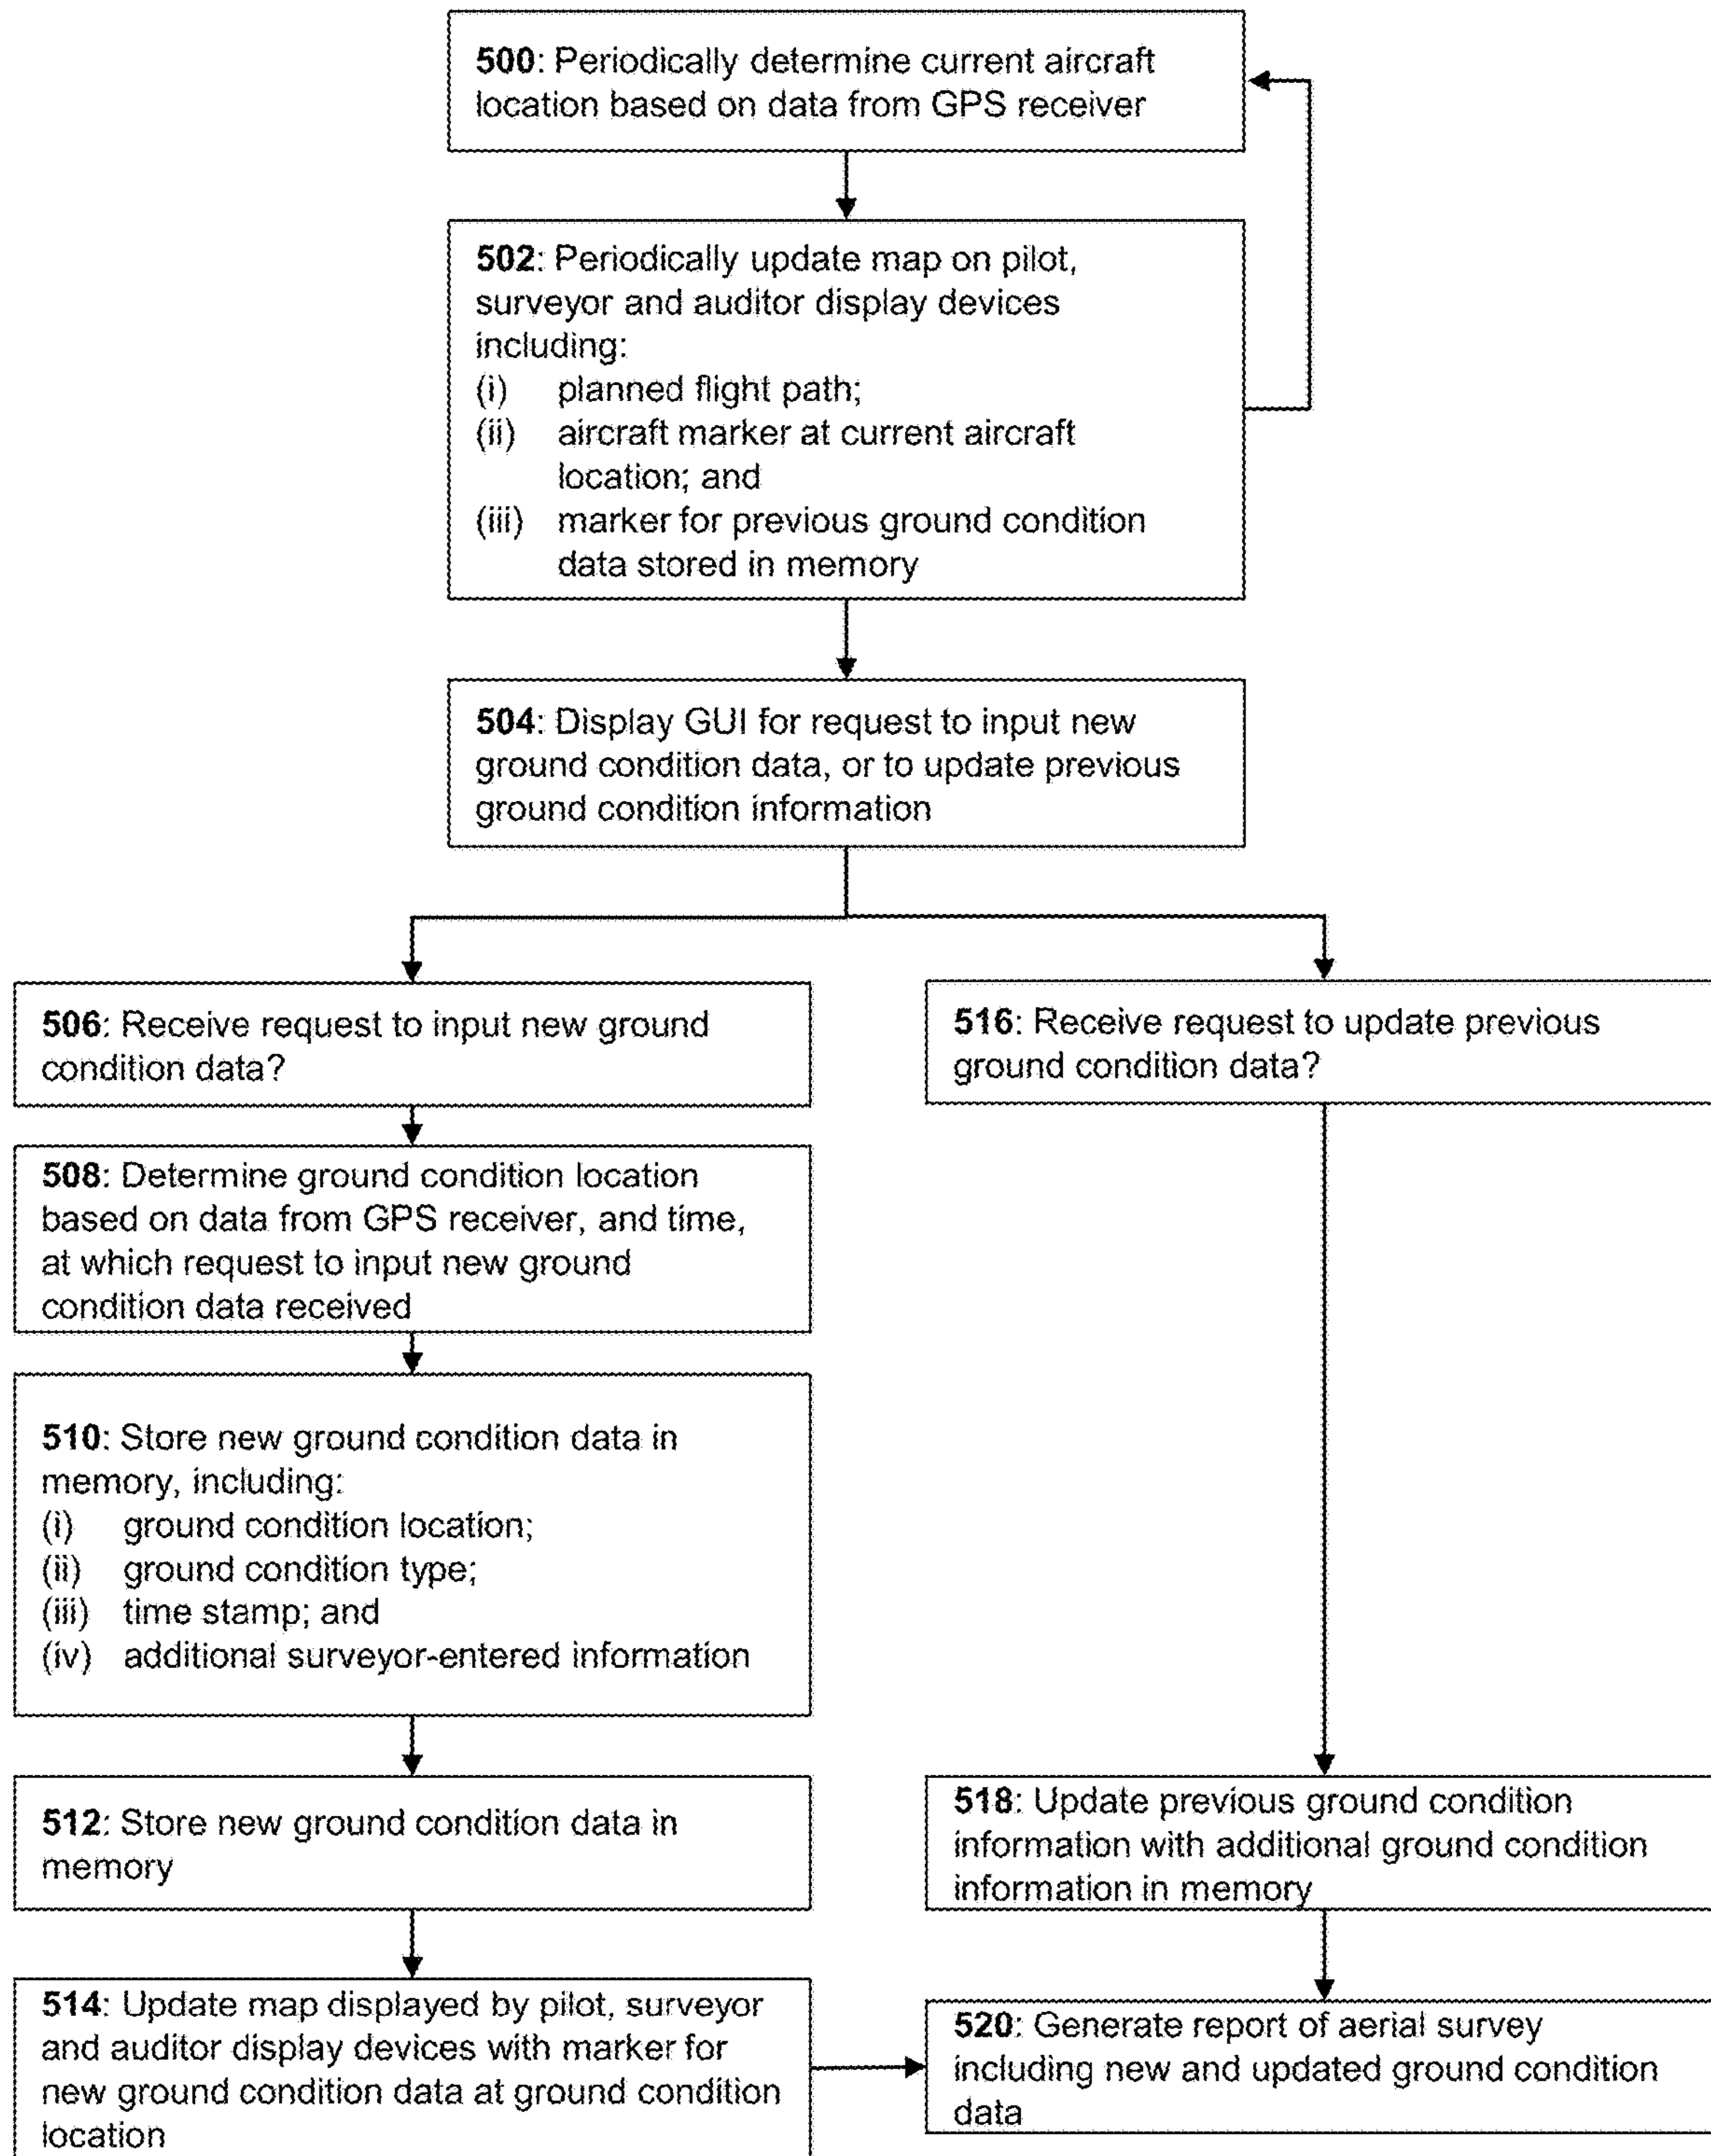 500: Periodically determine current aircraft
location based on data from GPS receiver
502: Periodically update map on pilot,
surveyor and auditor display devices
including:
(i) planned flight path;
(ii) aircraft marker at current aircraft
location; and
(iii) marker for previous ground condition
data stored in memory
504: Display GUI for request to input new
ground condition data, or to update previous
ground condition information
506: Receive request to input new ground
condition data?
508: Determine ground condition location
based on data from GPS receiver, and time,
at which request to input new ground
condition data received
510: Store new ground condition data in
memory, including:
(i) ground condition location;
(ii) ground condition type;
(iii) time stamp; and
(iv) additional surveyor-entered information
512: Store new ground condition data in
memory
514: Update map displayed by pilot, surveyor
and auditor display devices with marker for
new ground condition data at ground condition
location
516: Receive request to update previous
ground condition data?
518: Update previous ground condition
information with additional ground condition
information in memory
520: Generate report of aerial survey
including new and updated ground condition
data